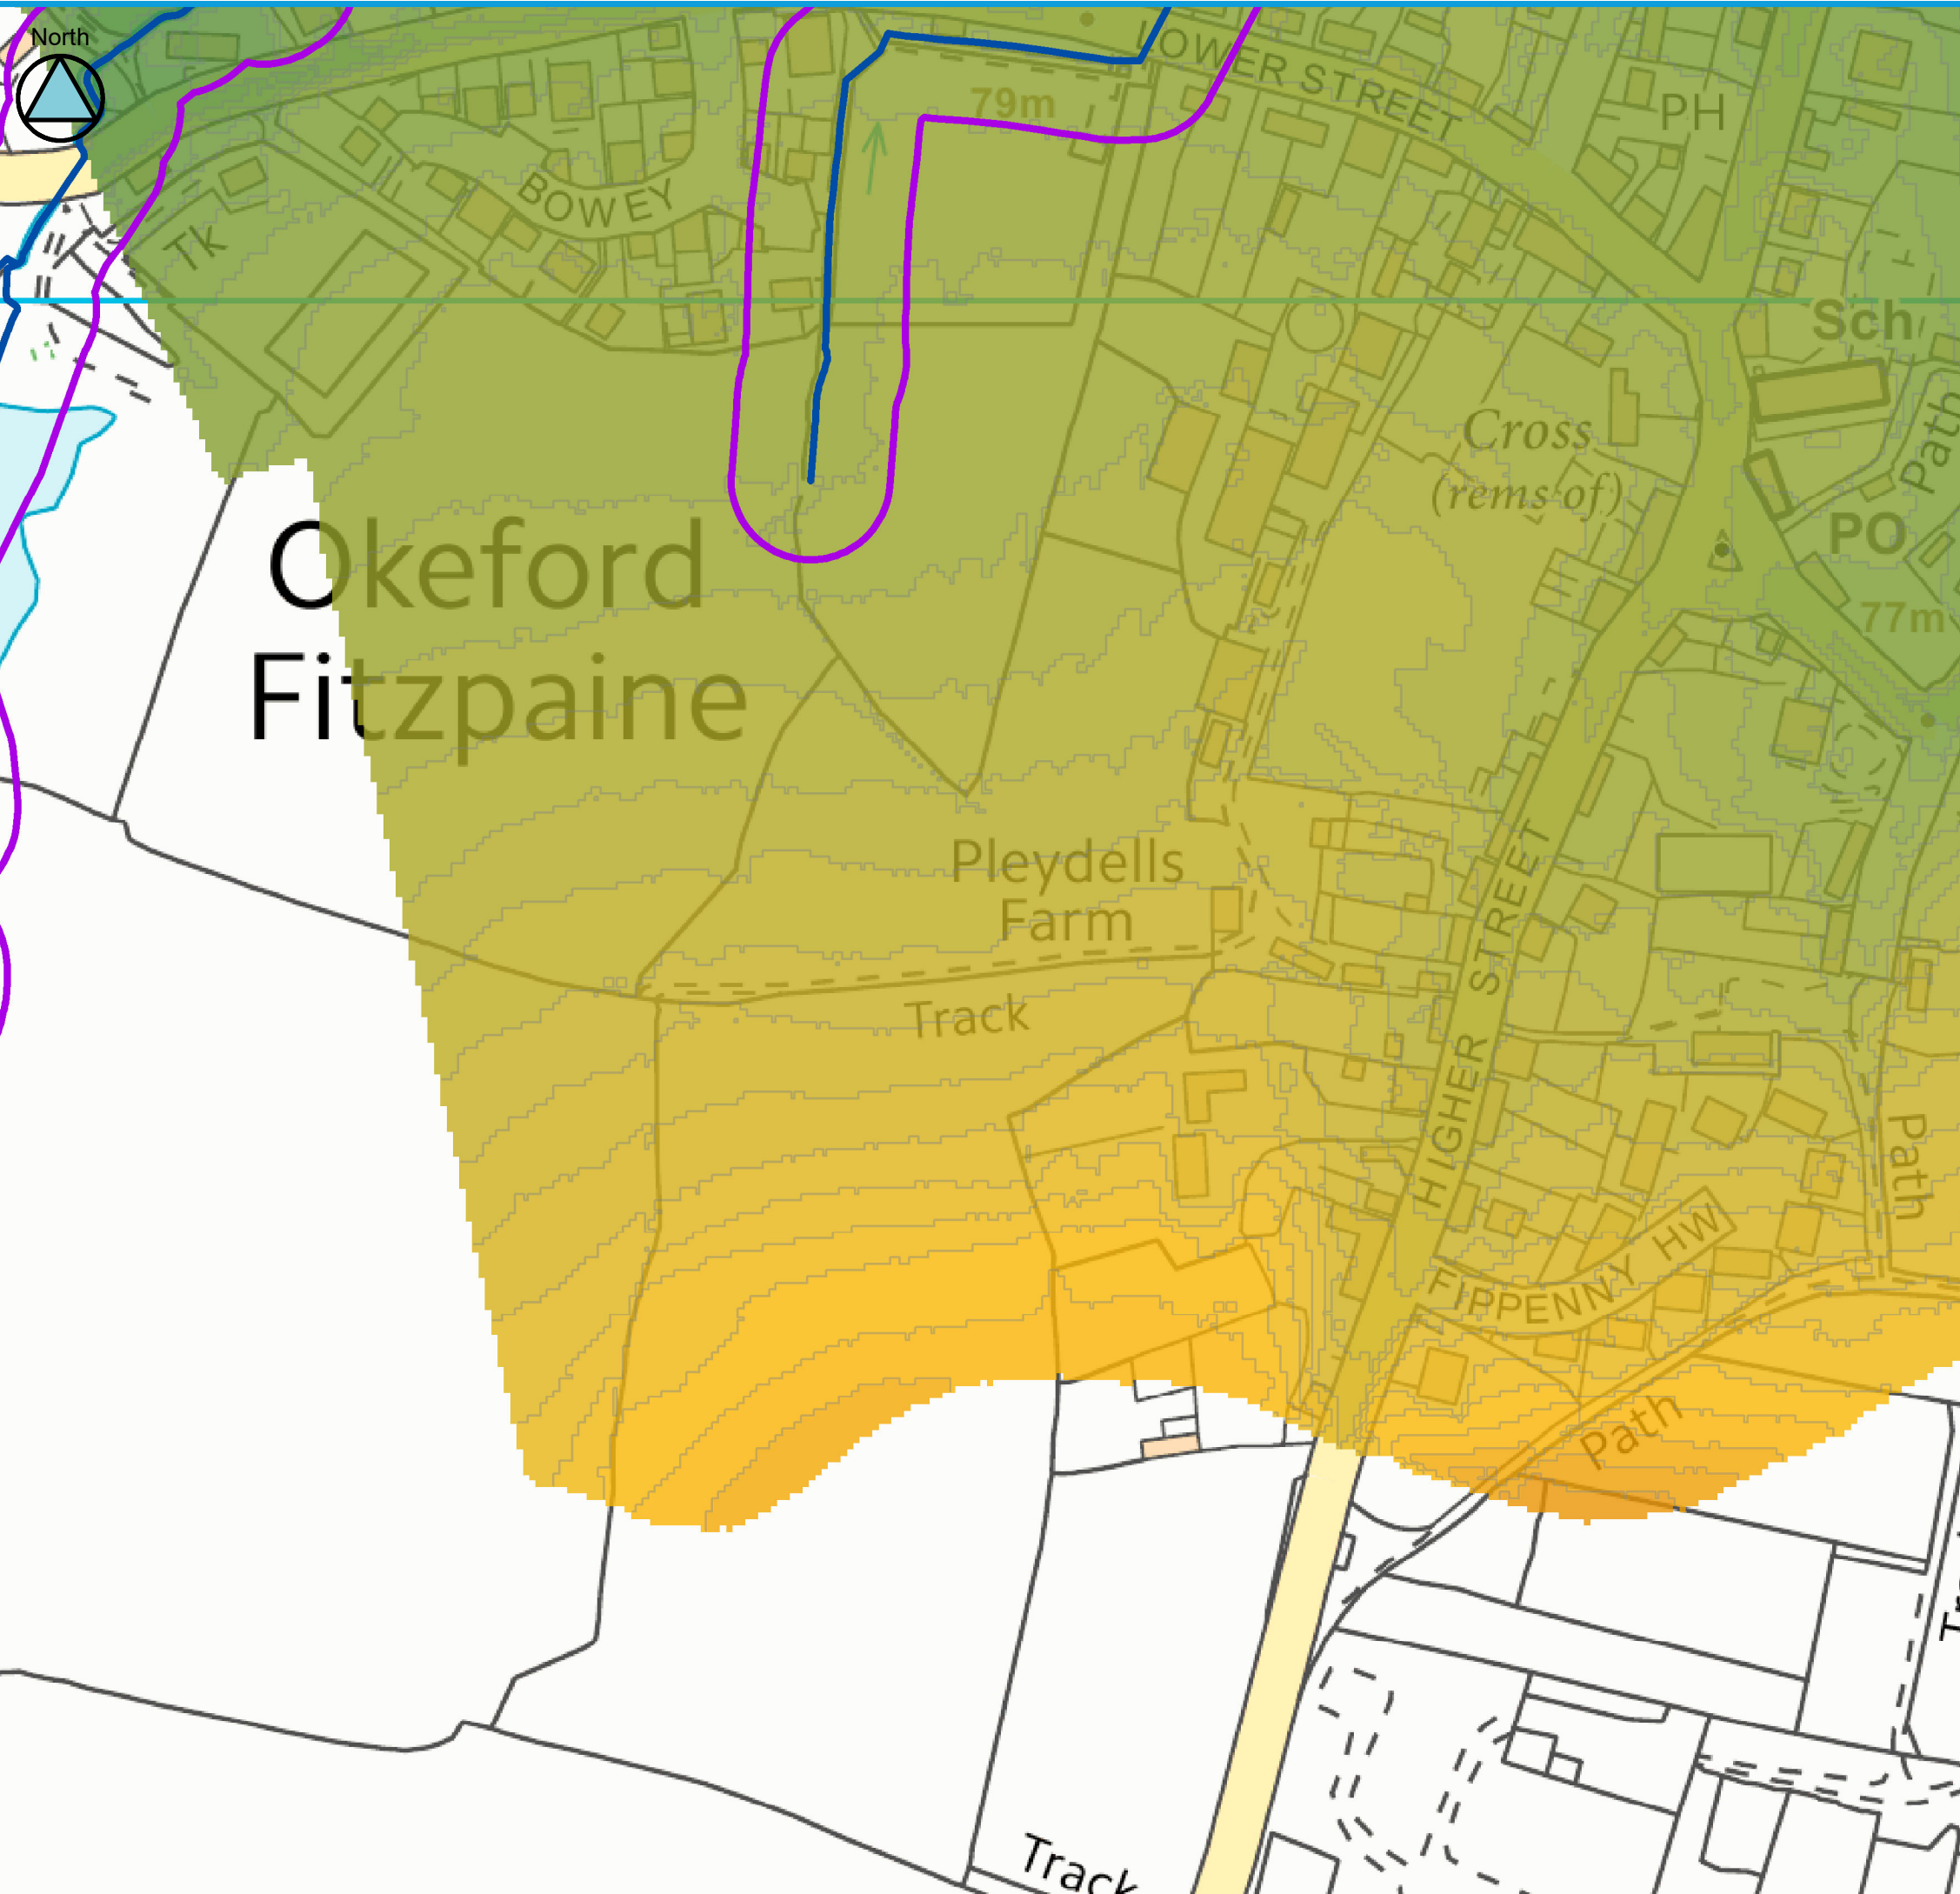 North
LOWER STREET
79m
PH
BOWEY
Tk
Sch
Cross
(rems of)
Path
PO
77m
Okeford
Fitzpaine
Pleydells
Farm
Track
HIGHER STREET
Path
FIPPENNY HW
Path
Track